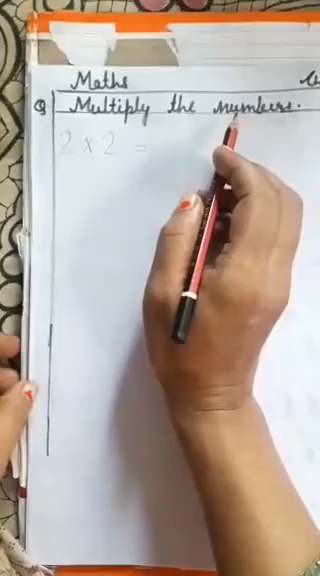 Maths
Q Multiply the numbers.
2 x 2 =